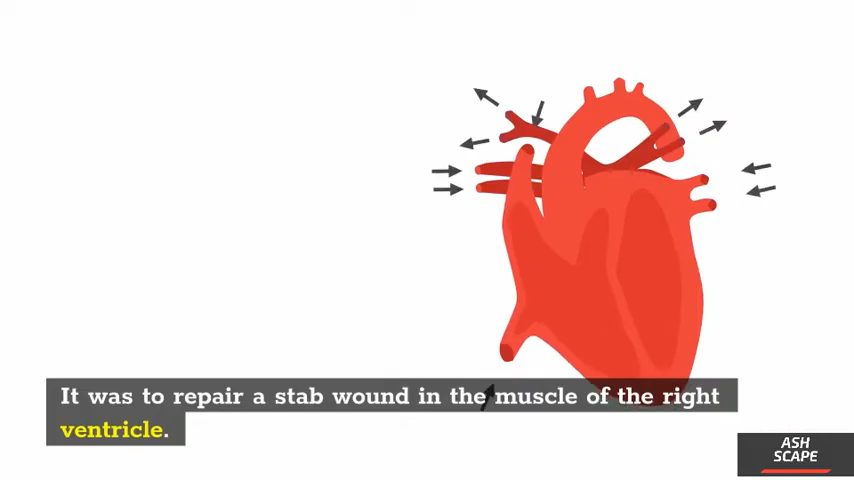 It was to repair a stab wound in the muscle of the right
ventricle.
ASH
SCAPE